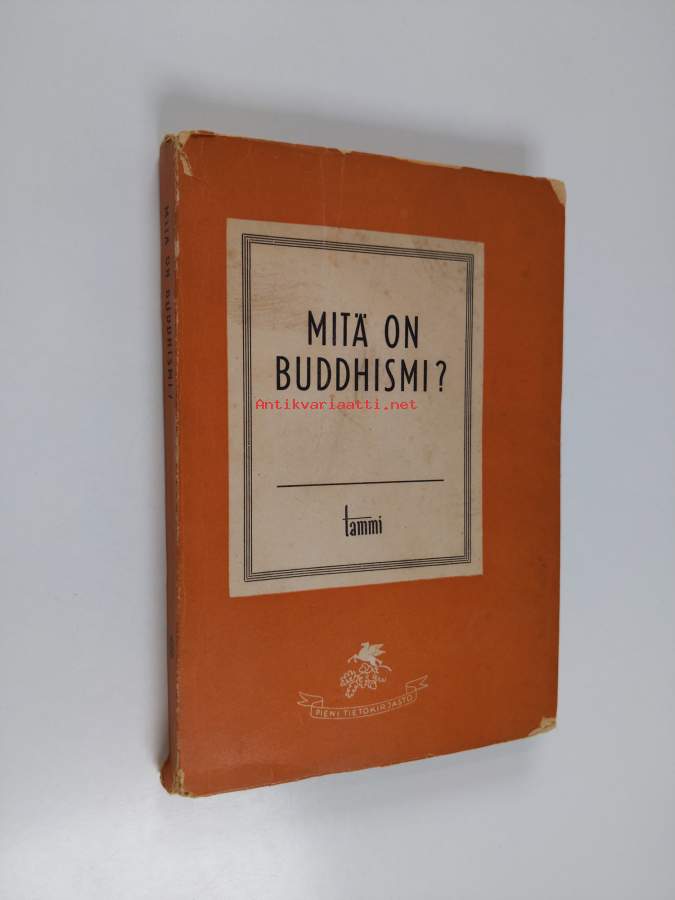 MITÄ ON
BUDDHISMI?
Antikvariaatti.net
tammi
PIENI TIETOKIRJASTO
MITÄ ON BUDDHISMI?